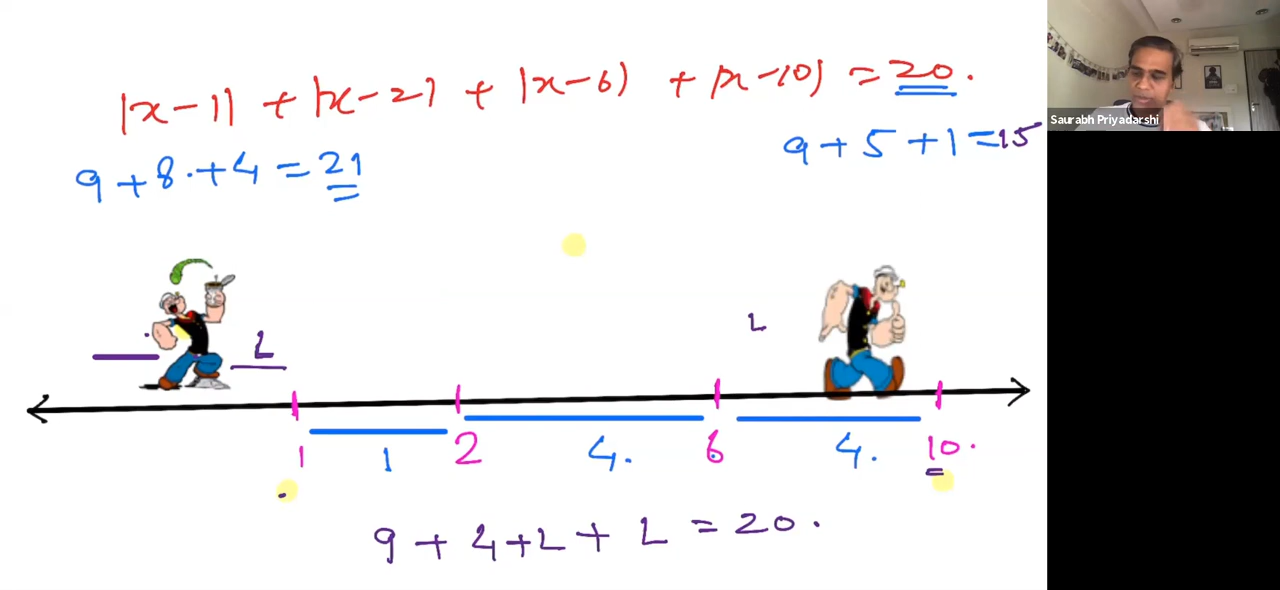 |x-1| + |x-2| + |x-6| + |x-10| = 20.
9 + 5 + 1 = 15
9 + 8 + 4 = 21
Saurabh Priyadarshi
L
L
1 1 2 4. 6 4. 10.
9 + 4 + L + L = 20.